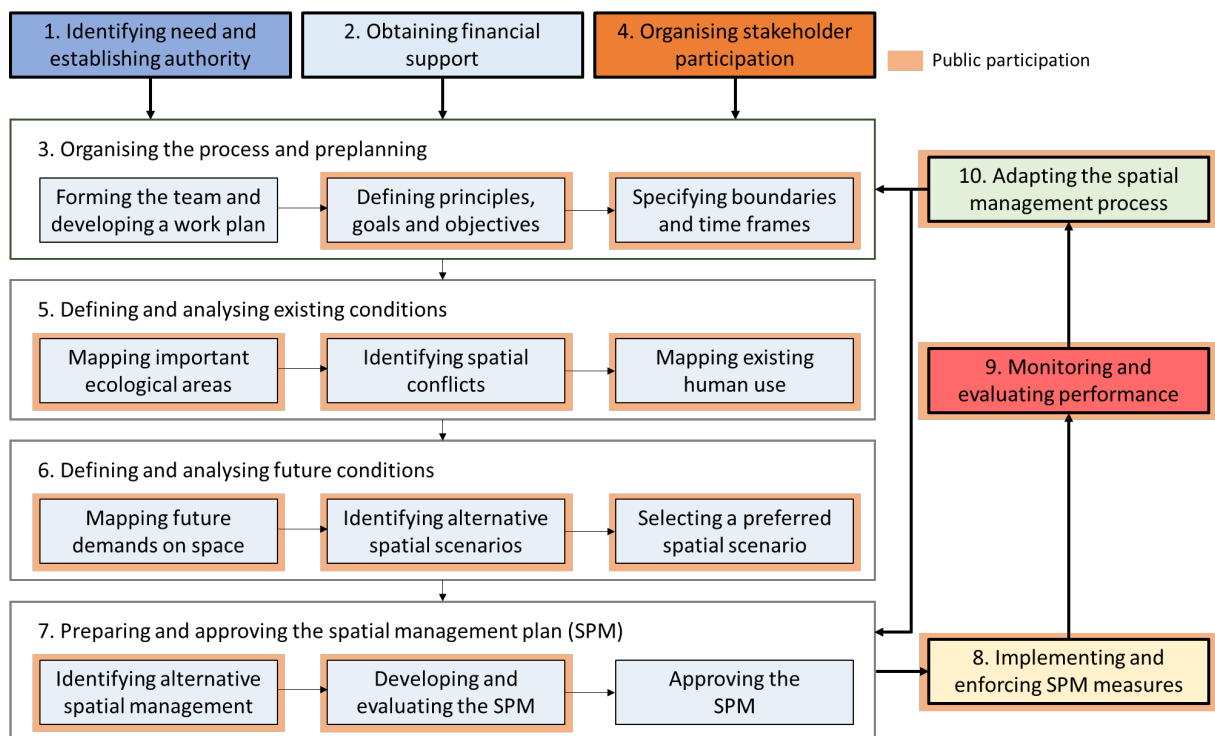 1. Identifying need and
establishing authority
2. Obtaining financial
support
4. Organising stakeholder
participation
Public participation
3. Organising the process and preplanning
Forming the team and
developing a work plan
Defining principles,
goals and objectives
Specifying boundaries
and time frames
10. Adapting the spatial
management process
5. Defining and analysing existing conditions
Mapping important
ecological areas
Identifying spatial
conflicts
Mapping existing
human use
9. Monitoring and
evaluating performance
6. Defining and analysing future conditions
Mapping future
demands on space
Identifying alternative
spatial scenarios
Selecting a preferred
spatial scenario
7. Preparing and approving the spatial management plan (SPM)
Identifying alternative
spatial management
Developing and
evaluating the SPM
Approving the
SPM
8. Implementing and
enforcing SPM measures